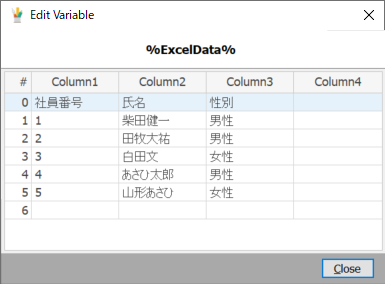 Edit Variable
%ExcelData%
# Column1 Column2 Column3 Column4
0 社員番号 氏名 性別
1 1 柴田健一 男性
2 2 田牧大祐 男性
3 3 白田文 女性
4 4 あさひ太郎 男性
5 5 山形あさひ 女性
6
Close